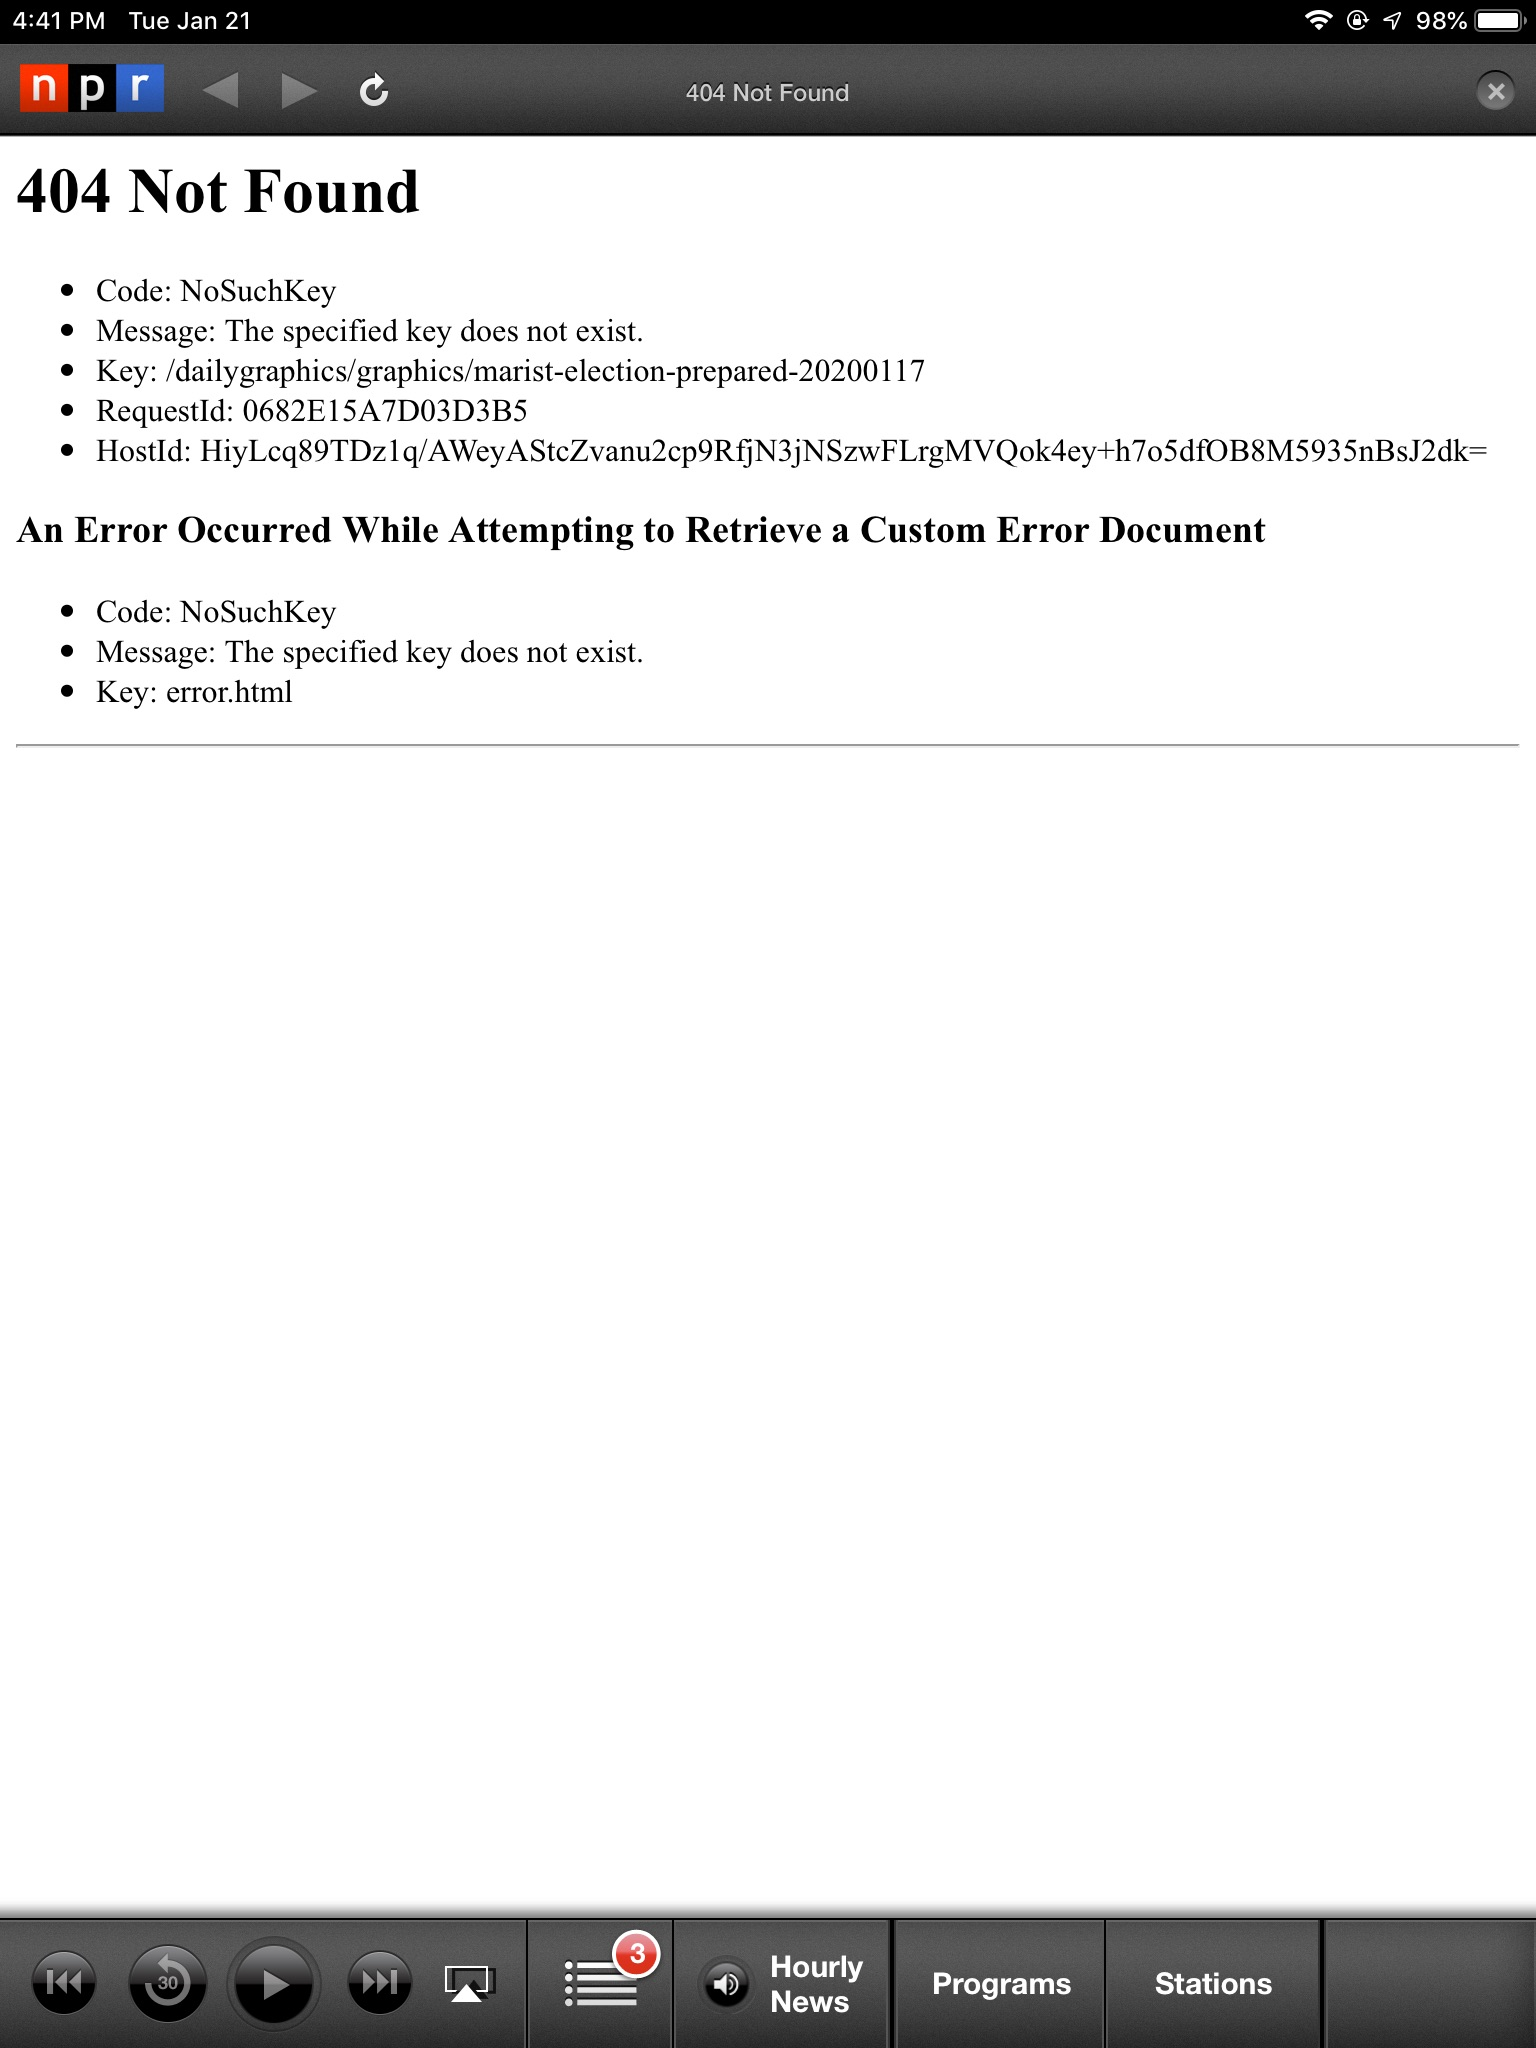 4:41 PM Tue Jan 21 98%
npr 404 Not Found
404 Not Found
Code: NoSuchKey
Message: The specified key does not exist.
Key: /dailygraphics/graphics/marist-election-prepared-20200117
RequestId: 0682E15A7D03D3B5
HostId: HiyLcq89TDz1q/AWeyAStcZvanu2cp9RfjN3jNSzwFLrgMVQok4ey+h7o5dfOB8M5935nBsJ2dk=
An Error Occurred While Attempting to Retrieve a Custom Error Document
Code: NoSuchKey
Message: The specified key does not exist.
Key: error.html
30
3
Hourly
News
Programs
Stations